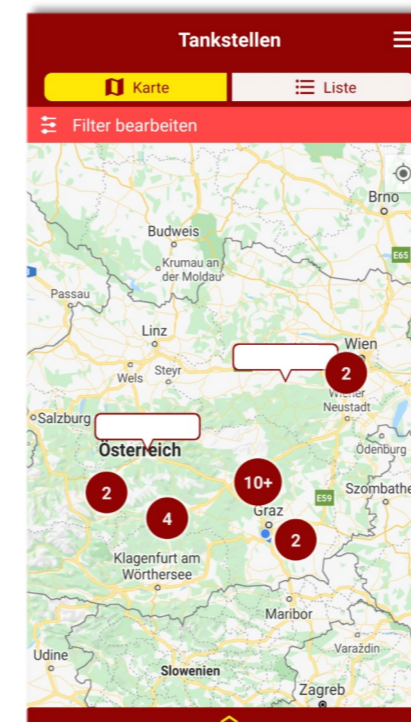 Tankstellen
Karte
Liste
Filter bearbeiten
Brno
Budweis
E65
Krumau an
der Moldau
Passau
Linz
Wien
Steyr
Wels
2
Wiener
Neustadt
Salzburg
Ödenburg
Österreich
10+
2
Szombathe
E59
4
Graz
2
Klagenfurt am
Wörthersee
Maribor
Varaždin
Udine
Slowenien
Zagreb